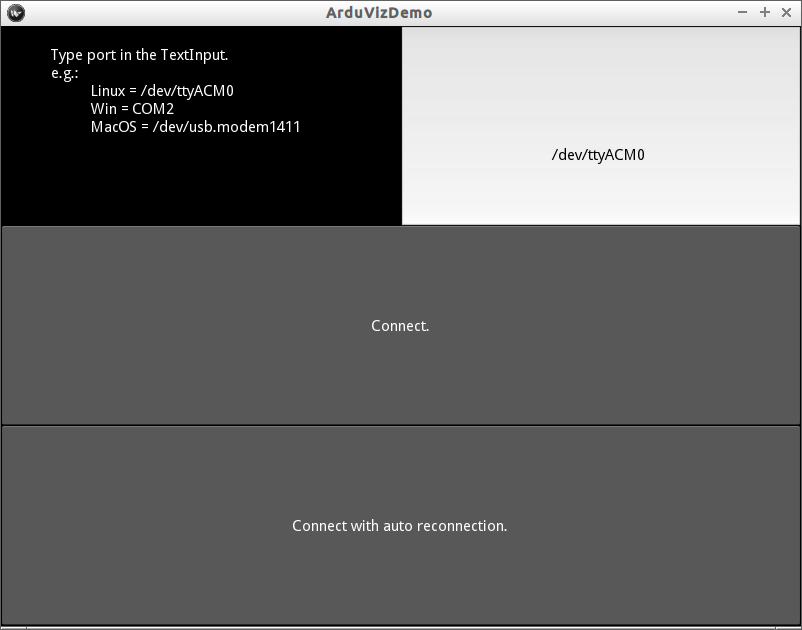 ArduVizDemo
Type port in the TextInput.
e.g.:
Linux = /dev/ttyACM0
Win = COM2
MacOS = /dev/usb.modem1411
/dev/ttyACM0
Connect.
Connect with auto reconnection.